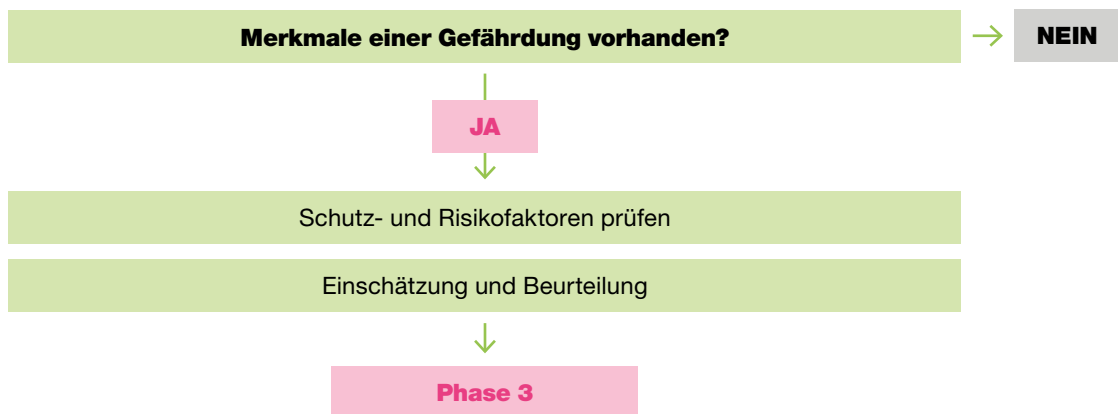 Merkmale einer Gefährdung vorhanden?
NEIN
JA
Schutz- und Risikofaktoren prüfen
Einschätzung und Beurteilung
Phase 3